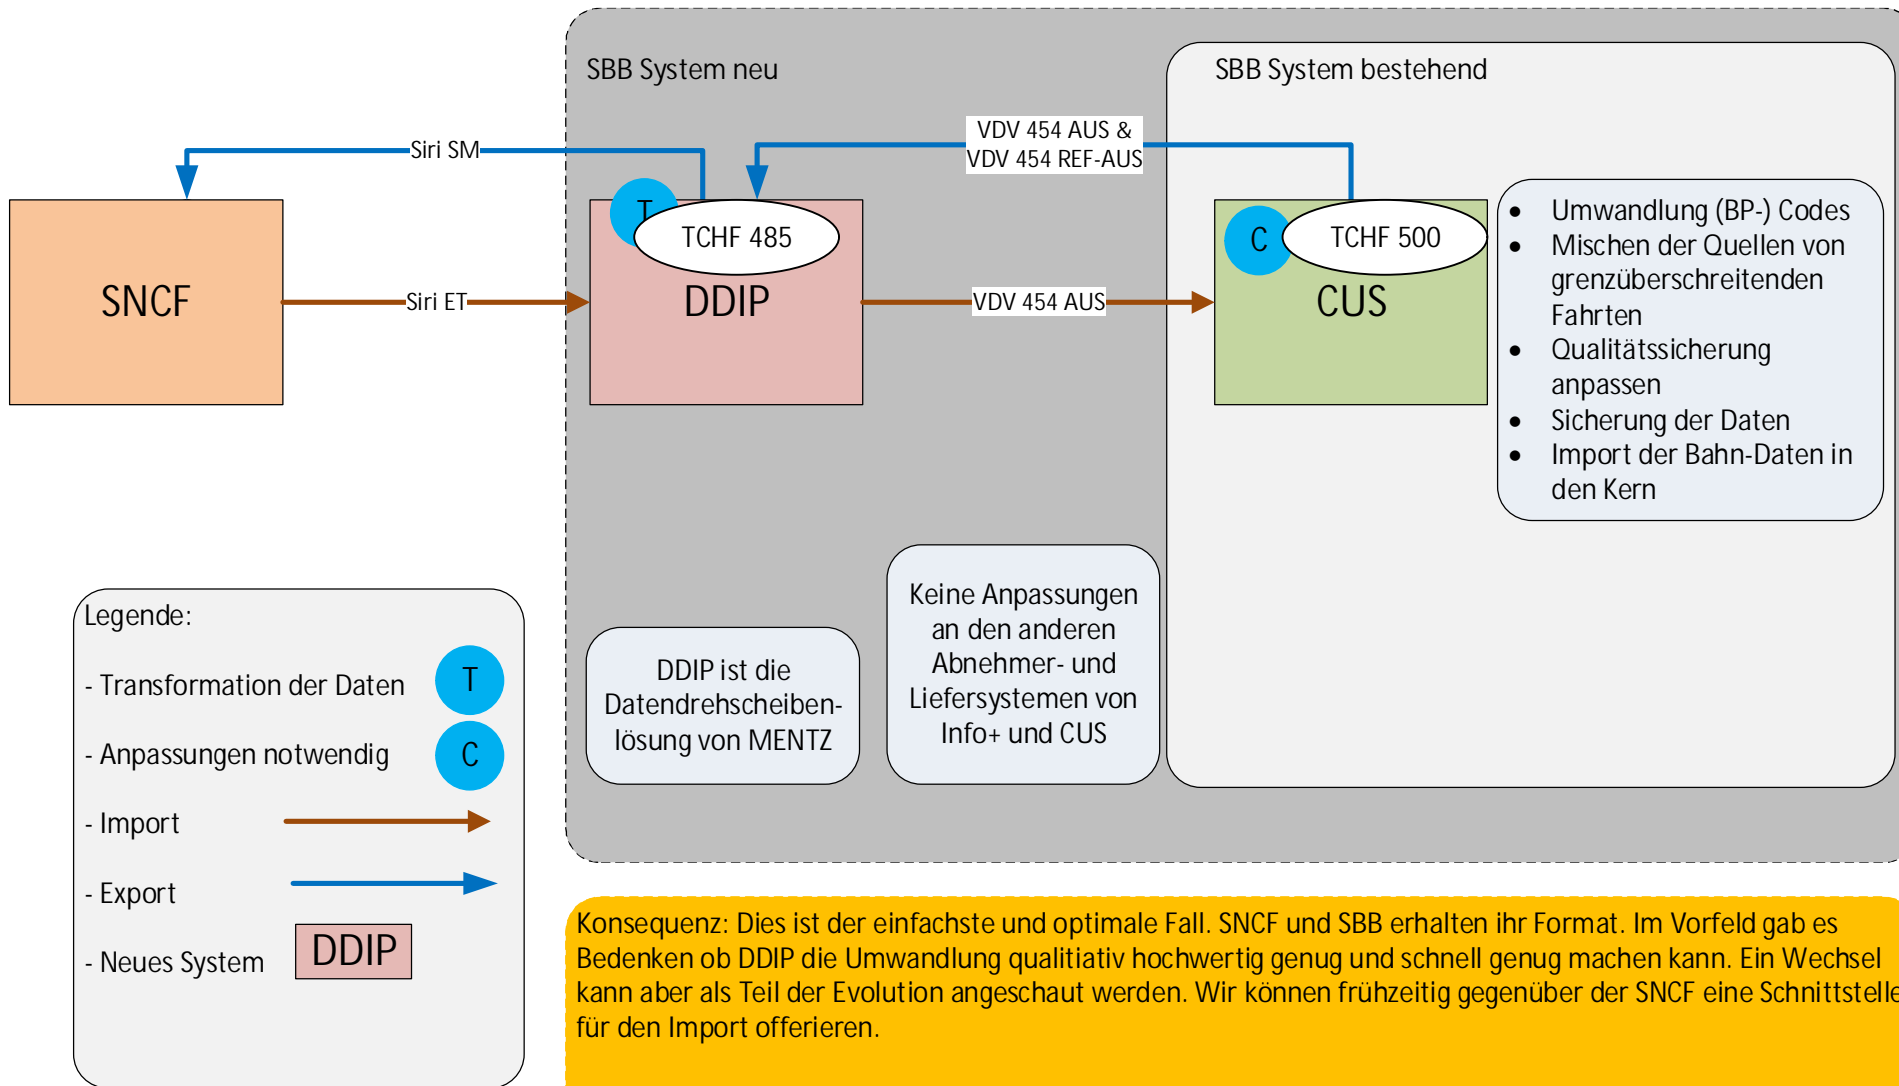 SBB System neu
SBB System bestehend
Siri SM
VDV 454 AUS &
VDV 454 REF-AUS
T
TCHF 485
C
TCHF 500
SNCF
Siri ET
DDIP
VDV 454 AUS
CUS
• Umwandlung (BP-) Codes
• Mischen der Quellen von
grenzüberschreitenden
Fahrten
• Qualitätssicherung
anpassen
• Sicherung der Daten
• Import der Bahn-Daten in
den Kern
Keine Anpassungen
an den anderen
Abnehmer- und
Liefersystemen von
Info+ und CUS
DDIP ist die
Datendrehscheiben-
lösung von MENTZ
Legende:
- Transformation der Daten T
- Anpassungen notwendig C
- Import
- Export
- Neues System DDIP
Konsequenz: Dies ist der einfachste und optimale Fall. SNCF und SBB erhalten ihr Format. Im Vorfeld gab es
Bedenken ob DDIP die Umwandlung qualitiativ hochwertig genug und schnell genug machen kann. Ein Wechsel
kann aber als Teil der Evolution angeschaut werden. Wir können frühzeitig gegenüber der SNCF eine Schnittstelle
für den Import offerieren.